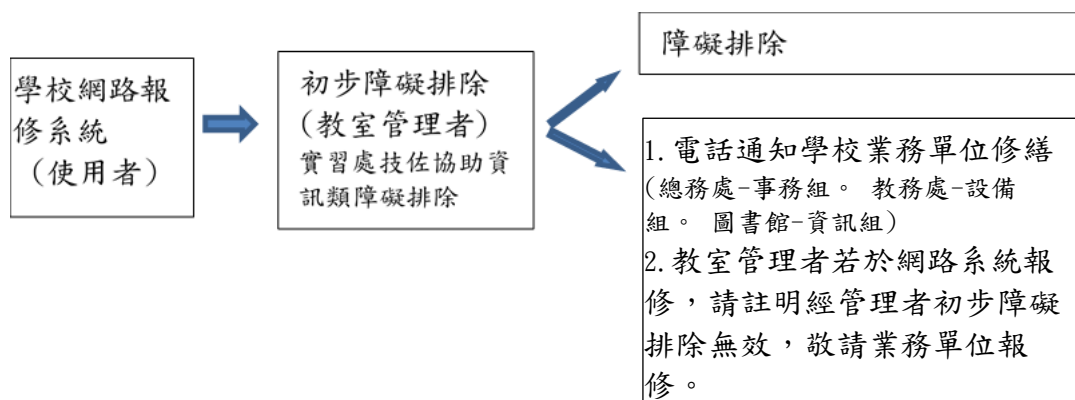 學校網路報
修系統
(使用者)
初步障礙排除
(教室管理者)
實習處技佐協助資
訊類障礙排除
障礙排除
1.電話通知學校業務單位修繕
(總務處-事務組。 教務處-設備
組。 圖書館-資訊組)
2.教室管理者若於網路系統報
修，請註明經管理者初步障礙
排除無效，敬請業務單位報
修。